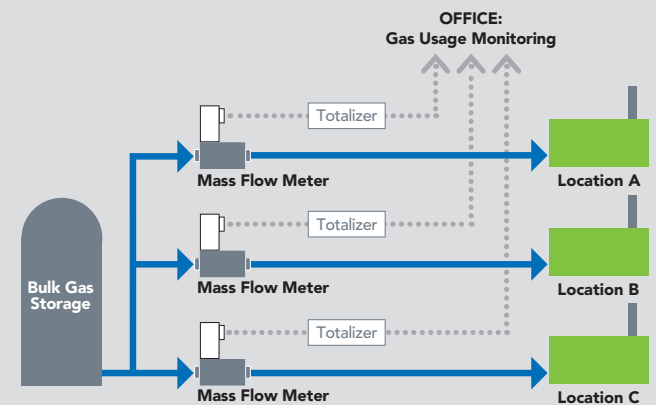 OFFICE:
Gas Usage Monitoring
Totalizer
Mass Flow Meter
Location A
Totalizer
Mass Flow Meter
Location B
Bulk Gas
Storage
Totalizer
Mass Flow Meter
Location C